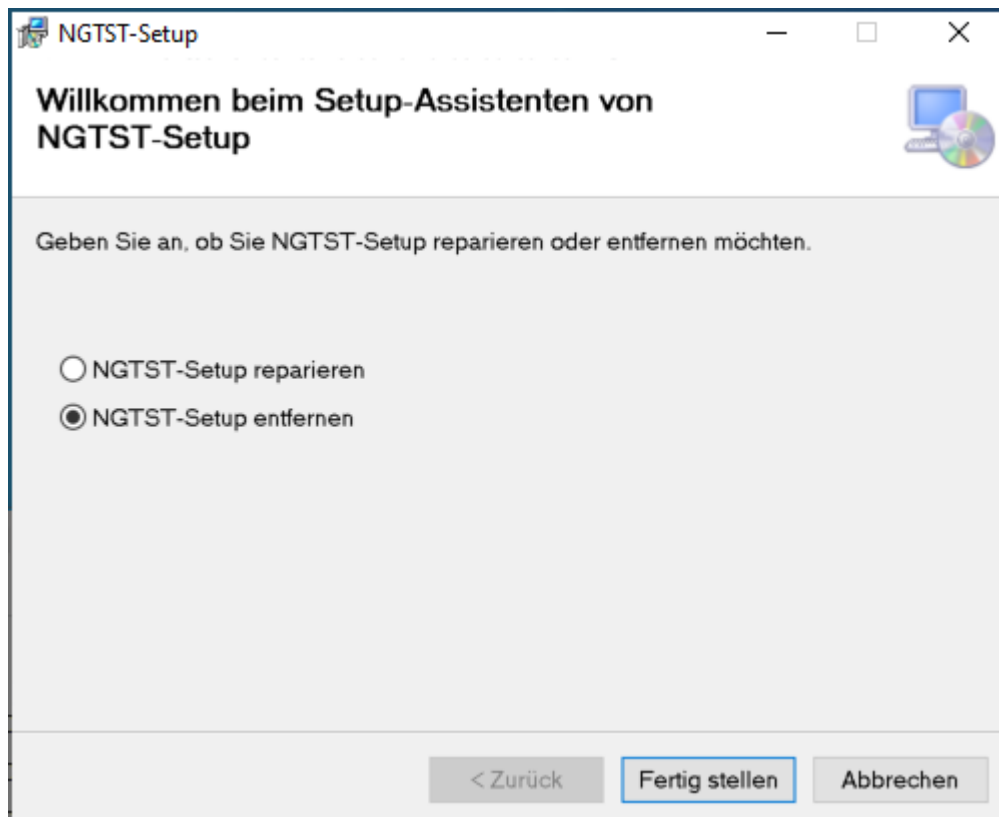 NGTST-Setup
Willkommen beim Setup-Assistenten von
NGTST-Setup
Geben Sie an, ob Sie NGTST-Setup reparieren oder entfernen möchten.
NGTST-Setup reparieren
NGTST-Setup entfernen
< Zurück
Fertig stellen
Abbrechen